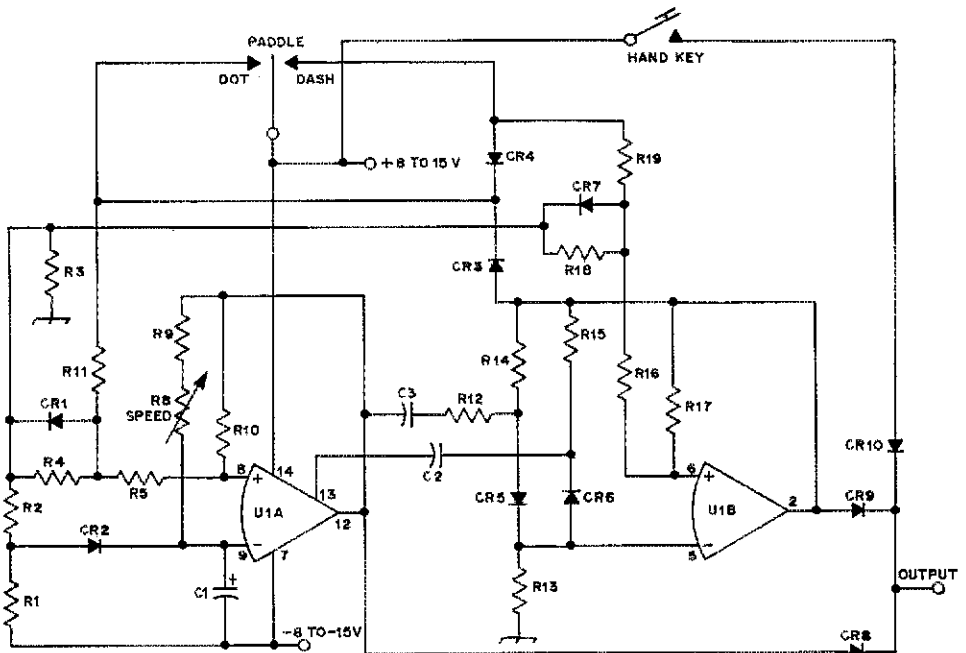 PADDLE
DOT
DASH
HAND KEY
+8 TO 15 V
CR4
R19
CR7
R18
R3
CR3
R9
R15
R14
R11
R16
C3
R12
R8
SPEED
R10
R17
CR1
CR10
C2
R4
R5
8
+
14
13
CR5
CR6
6
+
R2
U1A
12
U1B
2
CR9
CR2
9
−
7
5
−
R1
C1
+
R13
OUTPUT
-8 TO-15V
CR8